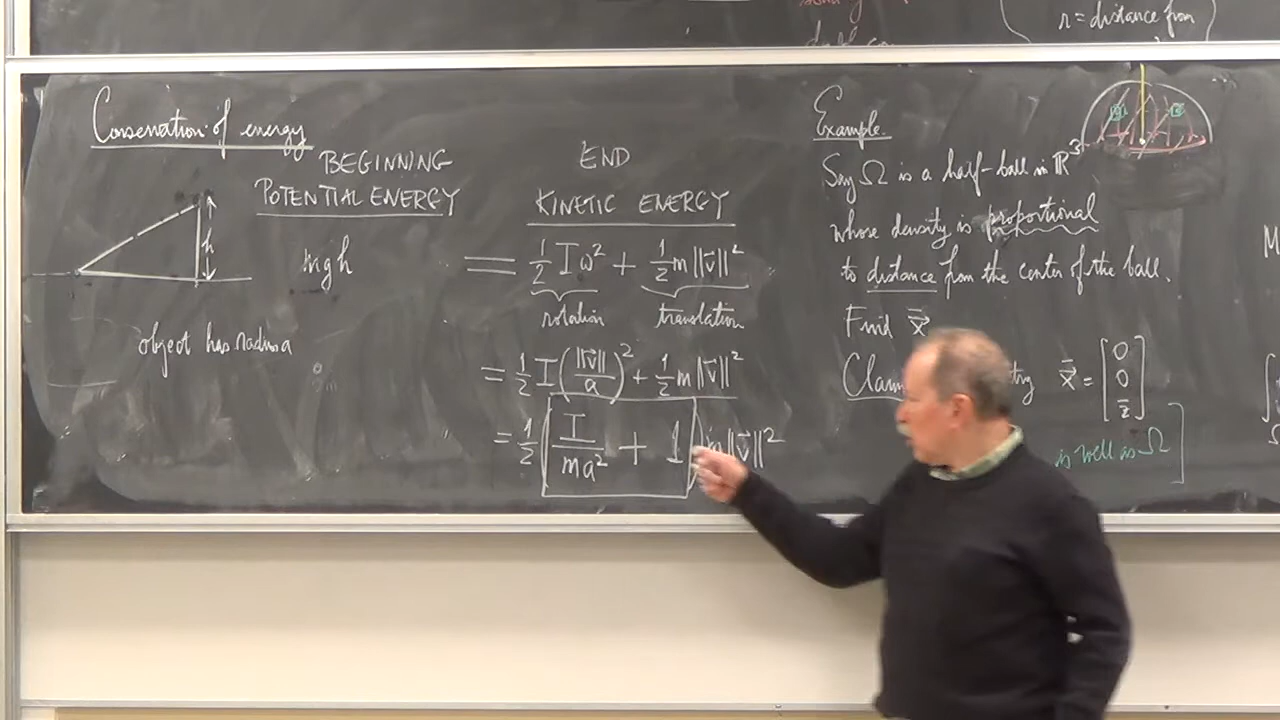 r = distance from
Conservation of energy
BEGINNING
POTENTIAL ENERGY
h
mgh
object has radius a
END
KINETIC ENERGY
= 1/2 I ω² + 1/2 m ||v⃗||²
rotation translation
= 1/2 I (||v⃗||/a)² + 1/2 m ||v⃗||²
= 1/2 (I/ma² + 1) m ||v⃗||²
Example.
Say Ω is a half-ball in ℝ³
whose density is proportional
to distance from the center of the ball.
Find x̄⃗
x̄⃗ = [0 0 z̄]
is well as Ω]
M
∫
Ω